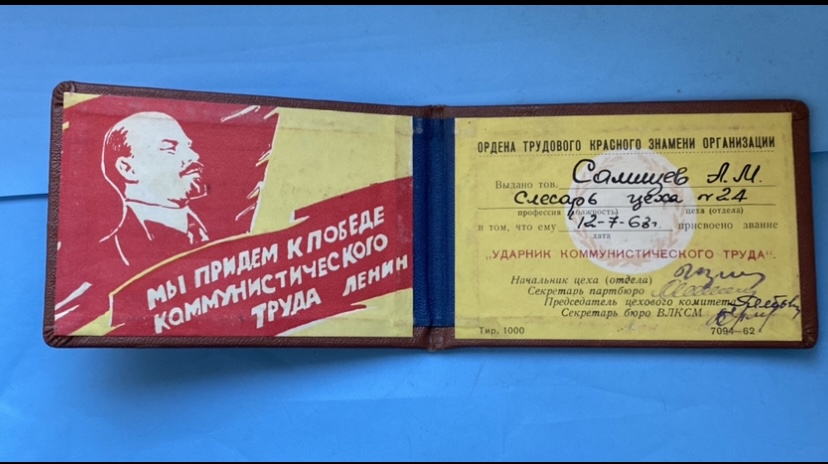 МЫ ПРИДЕМ К ПОБЕДЕ
КОММУНИСТИЧЕСКОГО
ТРУДА ЛЕНИН
ОРДЕНА ТРУДОВОГО КРАСНОГО ЗНАМЕНИ ОРГАНИЗАЦИИ
Выдано тов. А.М.
Слесарь цеха №24
профессия (должность) цеха (отдела)
в том, что ему 12-7-63г. присвоено звание
дата
„УДАРНИК КОММУНИСТИЧЕСКОГО ТРУДА“.
Начальник цеха (отдела)
Секретарь партбюро
Председатель цехового комитета
Секретарь бюро ВЛКСМ
Тир. 1000 7094—62